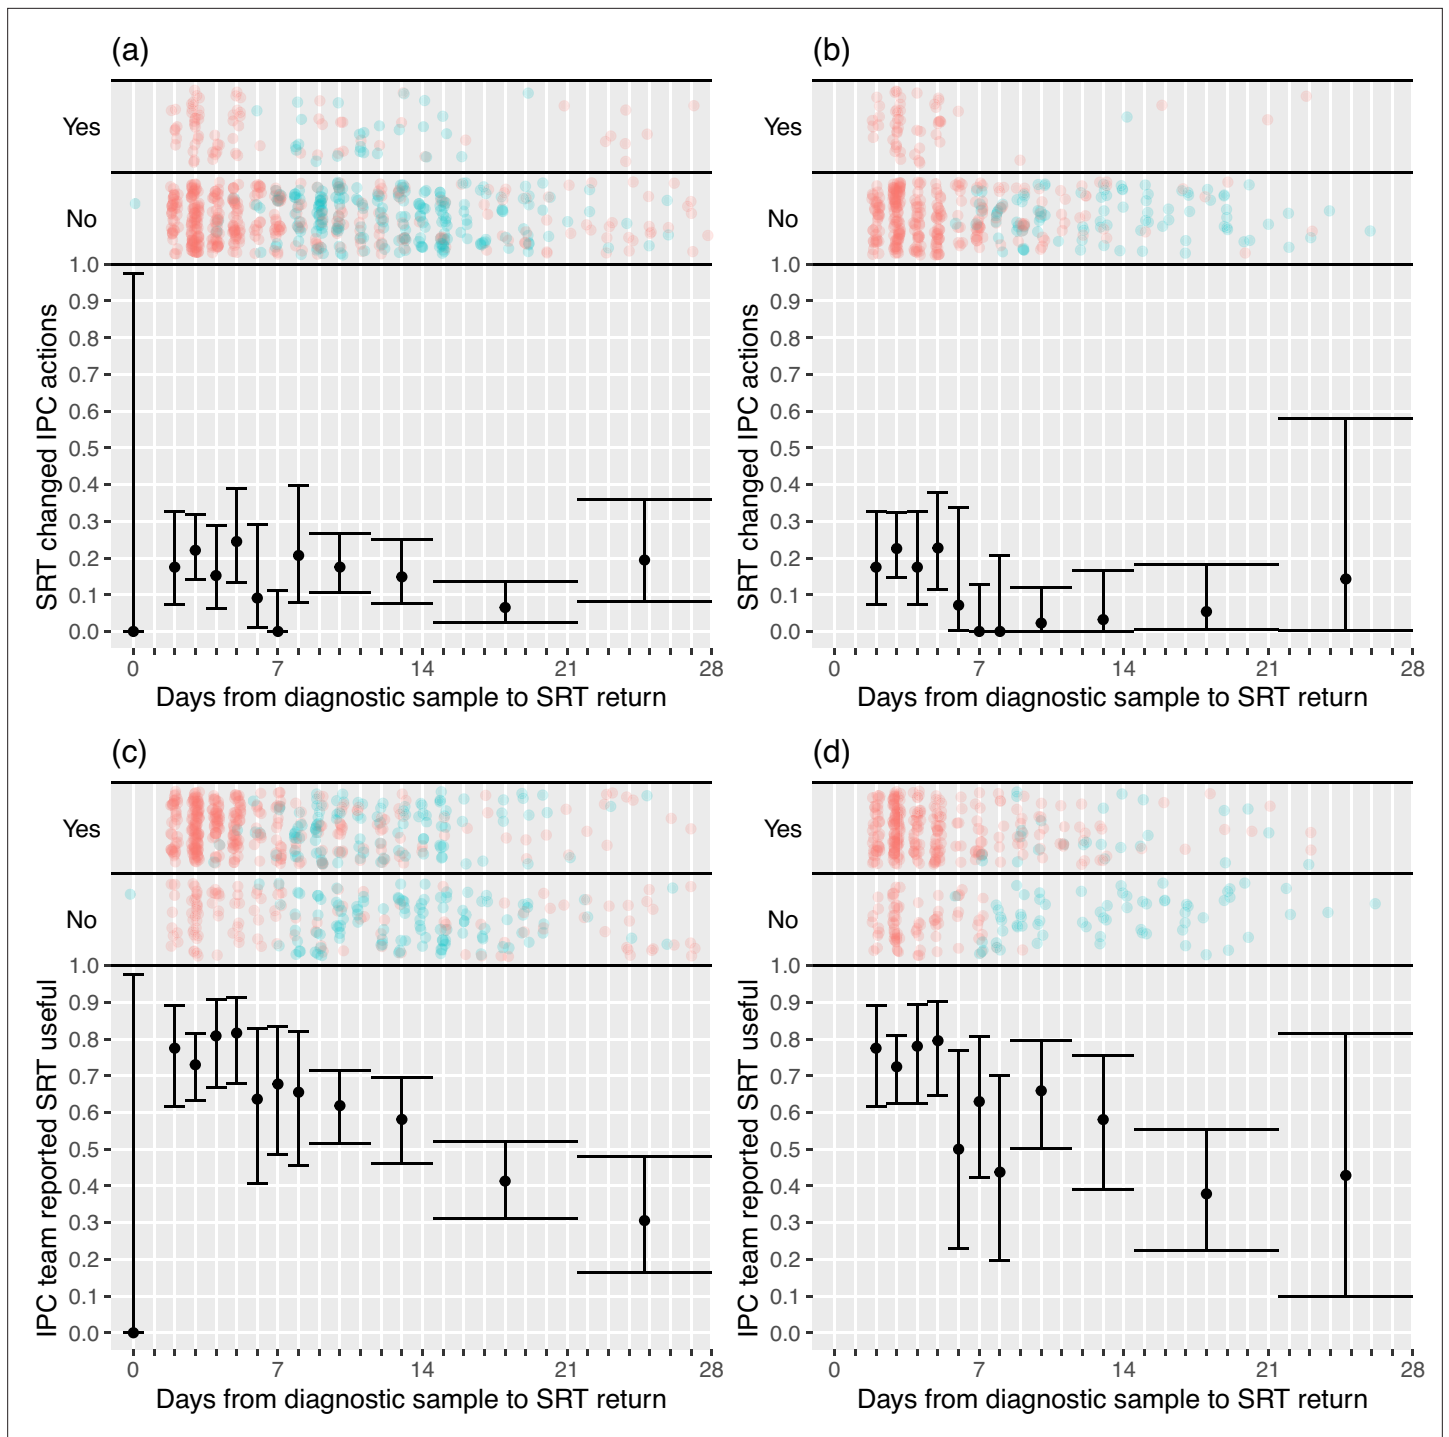 (a)
Yes
No
1.0
0.9
0.8
0.7
0.6
0.5
0.4
0.3
0.2
0.1
0.0
SRT changed IPC actions
0 7 14 21 28
Days from diagnostic sample to SRT return
(b)
Yes
No
1.0
0.9
0.8
0.7
0.6
0.5
0.4
0.3
0.2
0.1
0.0
SRT changed IPC actions
0 7 14 21 28
Days from diagnostic sample to SRT return
(c)
Yes
No
1.0
0.9
0.8
0.7
0.6
0.5
0.4
0.3
0.2
0.1
0.0
IPC team reported SRT useful
0 7 14 21 28
Days from diagnostic sample to SRT return
(d)
Yes
No
1.0
0.9
0.8
0.7
0.6
0.5
0.4
0.3
0.2
0.1
0.0
IPC team reported SRT useful
0 7 14 21 28
Days from diagnostic sample to SRT return